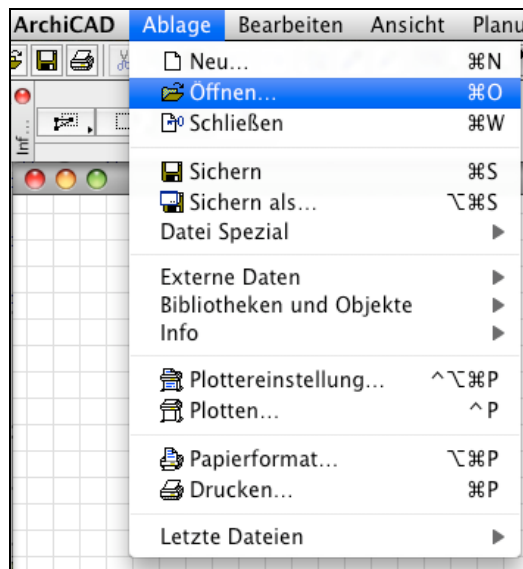 ArchiCAD Ablage Bearbeiten Ansicht
Neu... ⌘N
Öffnen... ⌘O
Schließen ⌘W
Inf...
Sichern ⌘S
Sichern als... ⌥⌘S
Datei Spezial
Externe Daten
Bibliotheken und Objekte
Info
Plottereinstellung... ^⌥⌘P
Plotten... ^P
Papierformat... ⌥⌘P
Drucken... ⌘P
Letzte Dateien